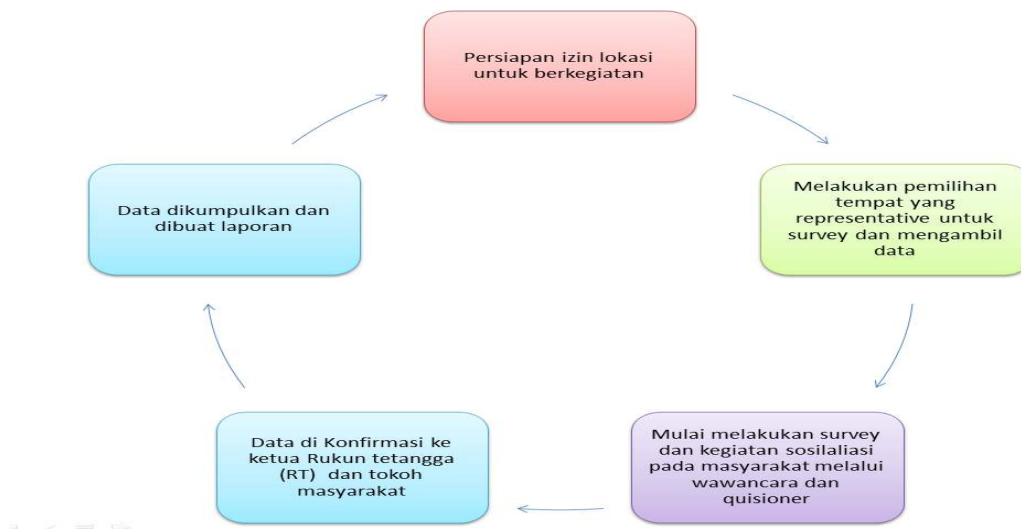 Persiapan izin lokasi
untuk berkegiatan
Melakukan pemilihan
tempat yang
representative untuk
survey dan mengambil
data
Mulai melakukan survey
dan kegiatan sosilaliasi
pada masyarakat melalui
wawancara dan
quisioner
Data di Konfirmasi ke
ketua Rukun tetangga
(RT) dan tokoh
masyarakat
Data dikumpulkan dan
dibuat laporan